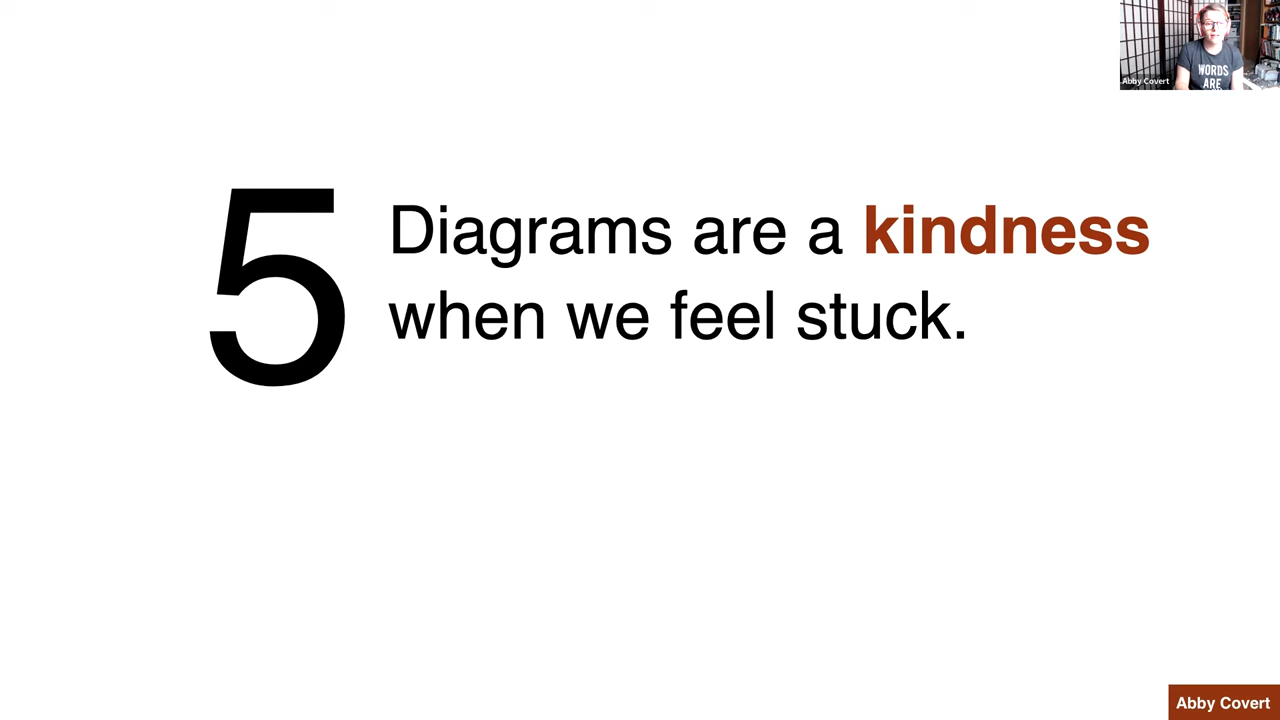 Abby Covert
WORDS
ARE
5
Diagrams are a kindness
when we feel stuck.
Abby Covert